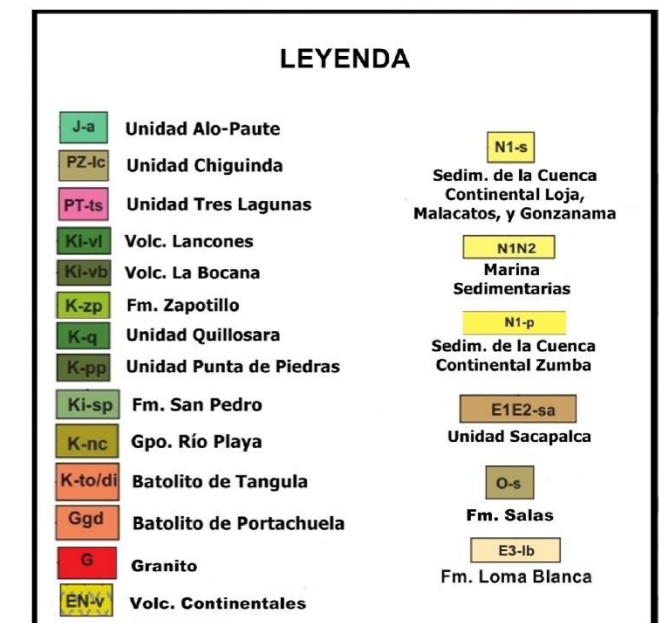 LEYENDA
J-a Unidad Alo-Paute
PZ-lc Unidad Chiguinda
PT-ts Unidad Tres Lagunas
Ki-vl Volc. Lancones
Ki-vb Volc. La Bocana
K-zp Fm. Zapotillo
K-q Unidad Quillosara
K-pp Unidad Punta de Piedras
Ki-sp Fm. San Pedro
K-nc Gpo. Río Playa
K-to/di Batolito de Tangula
Ggd Batolito de Portachuela
G Granito
EN-v Volc. Continentales
N1-s
Sedim. de la Cuenca
Continental Loja,
Malacatos, y Gonzanama
N1N2
Marina
Sedimentarias
N1-p
Sedim. de la Cuenca
Continental Zumba
E1E2-sa
Unidad Sacapalca
O-s
Fm. Salas
E3-lb
Fm. Loma Blanca